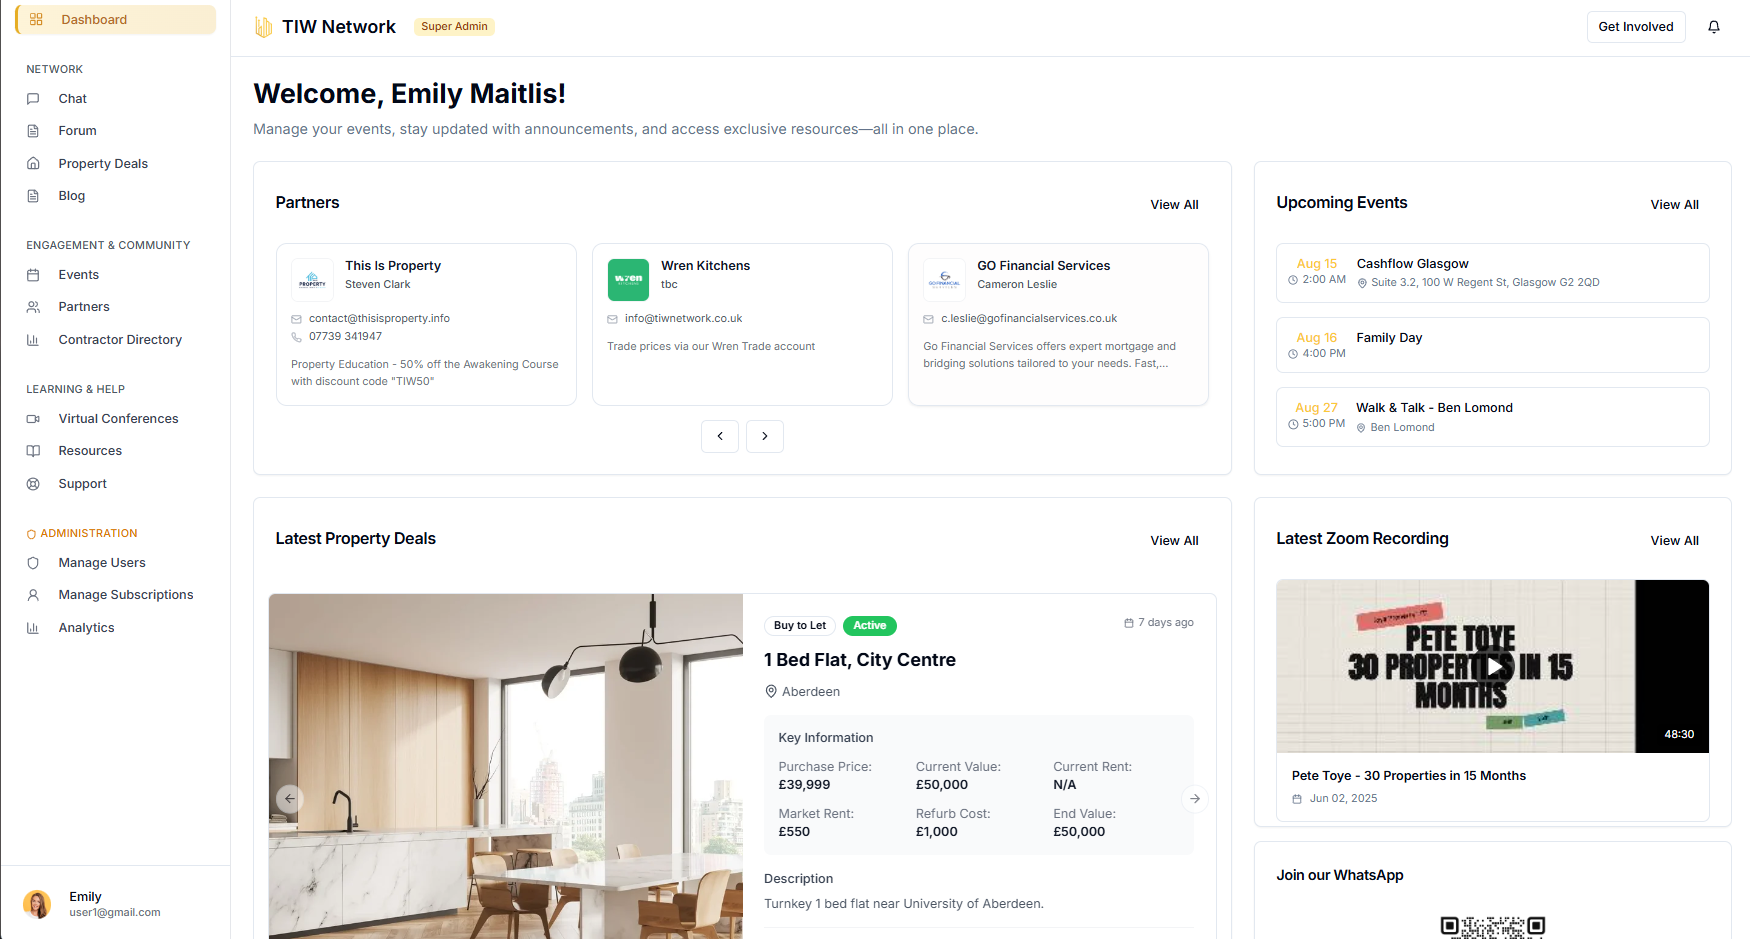 Dashboard
NETWORK
Chat
Forum
Property Deals
Blog
ENGAGEMENT & COMMUNITY
Events
Partners
Contractor Directory
LEARNING & HELP
Virtual Conferences
Resources
Support
ADMINISTRATION
Manage Users
Manage Subscriptions
Analytics
Emily
user1@gmail.com
TIW Network
Super Admin
Get Involved
Welcome, Emily Maitlis!
Manage your events, stay updated with announcements, and access exclusive resources—all in one place.
Partners
View All
PROPERTY
This Is Property
Steven Clark
contact@thisisproperty.info
07739 341947
Property Education - 50% off the Awakening Course
with discount code "TIW50"
wren
KITCHENS
Wren Kitchens
tbc
info@tiwnetwork.co.uk
Trade prices via our Wren Trade account
GO FINANCIAL
GO Financial Services
Cameron Leslie
c.leslie@gofinancialservices.co.uk
Go Financial Services offers expert mortgage and
bridging solutions tailored to your needs. Fast,...
Upcoming Events
View All
Aug 15
2:00 AM
Cashflow Glasgow
Suite 3.2, 100 W Regent St, Glasgow G2 2QD
Aug 16
4:00 PM
Family Day
Aug 27
5:00 PM
Walk & Talk - Ben Lomond
Ben Lomond
Latest Property Deals
View All
Buy to Let
Active
7 days ago
1 Bed Flat, City Centre
Aberdeen
Key Information
Purchase Price:
£39,999
Current Value:
£50,000
Current Rent:
N/A
Market Rent:
£550
Refurb Cost:
£1,000
End Value:
£50,000
Description
Turnkey 1 bed flat near University of Aberdeen.
Latest Zoom Recording
View All
PETE TOYE
30 PROPERTIES IN 15
MONTHS
48:30
Pete Toye - 30 Properties in 15 Months
Jun 02, 2025
Join our WhatsApp